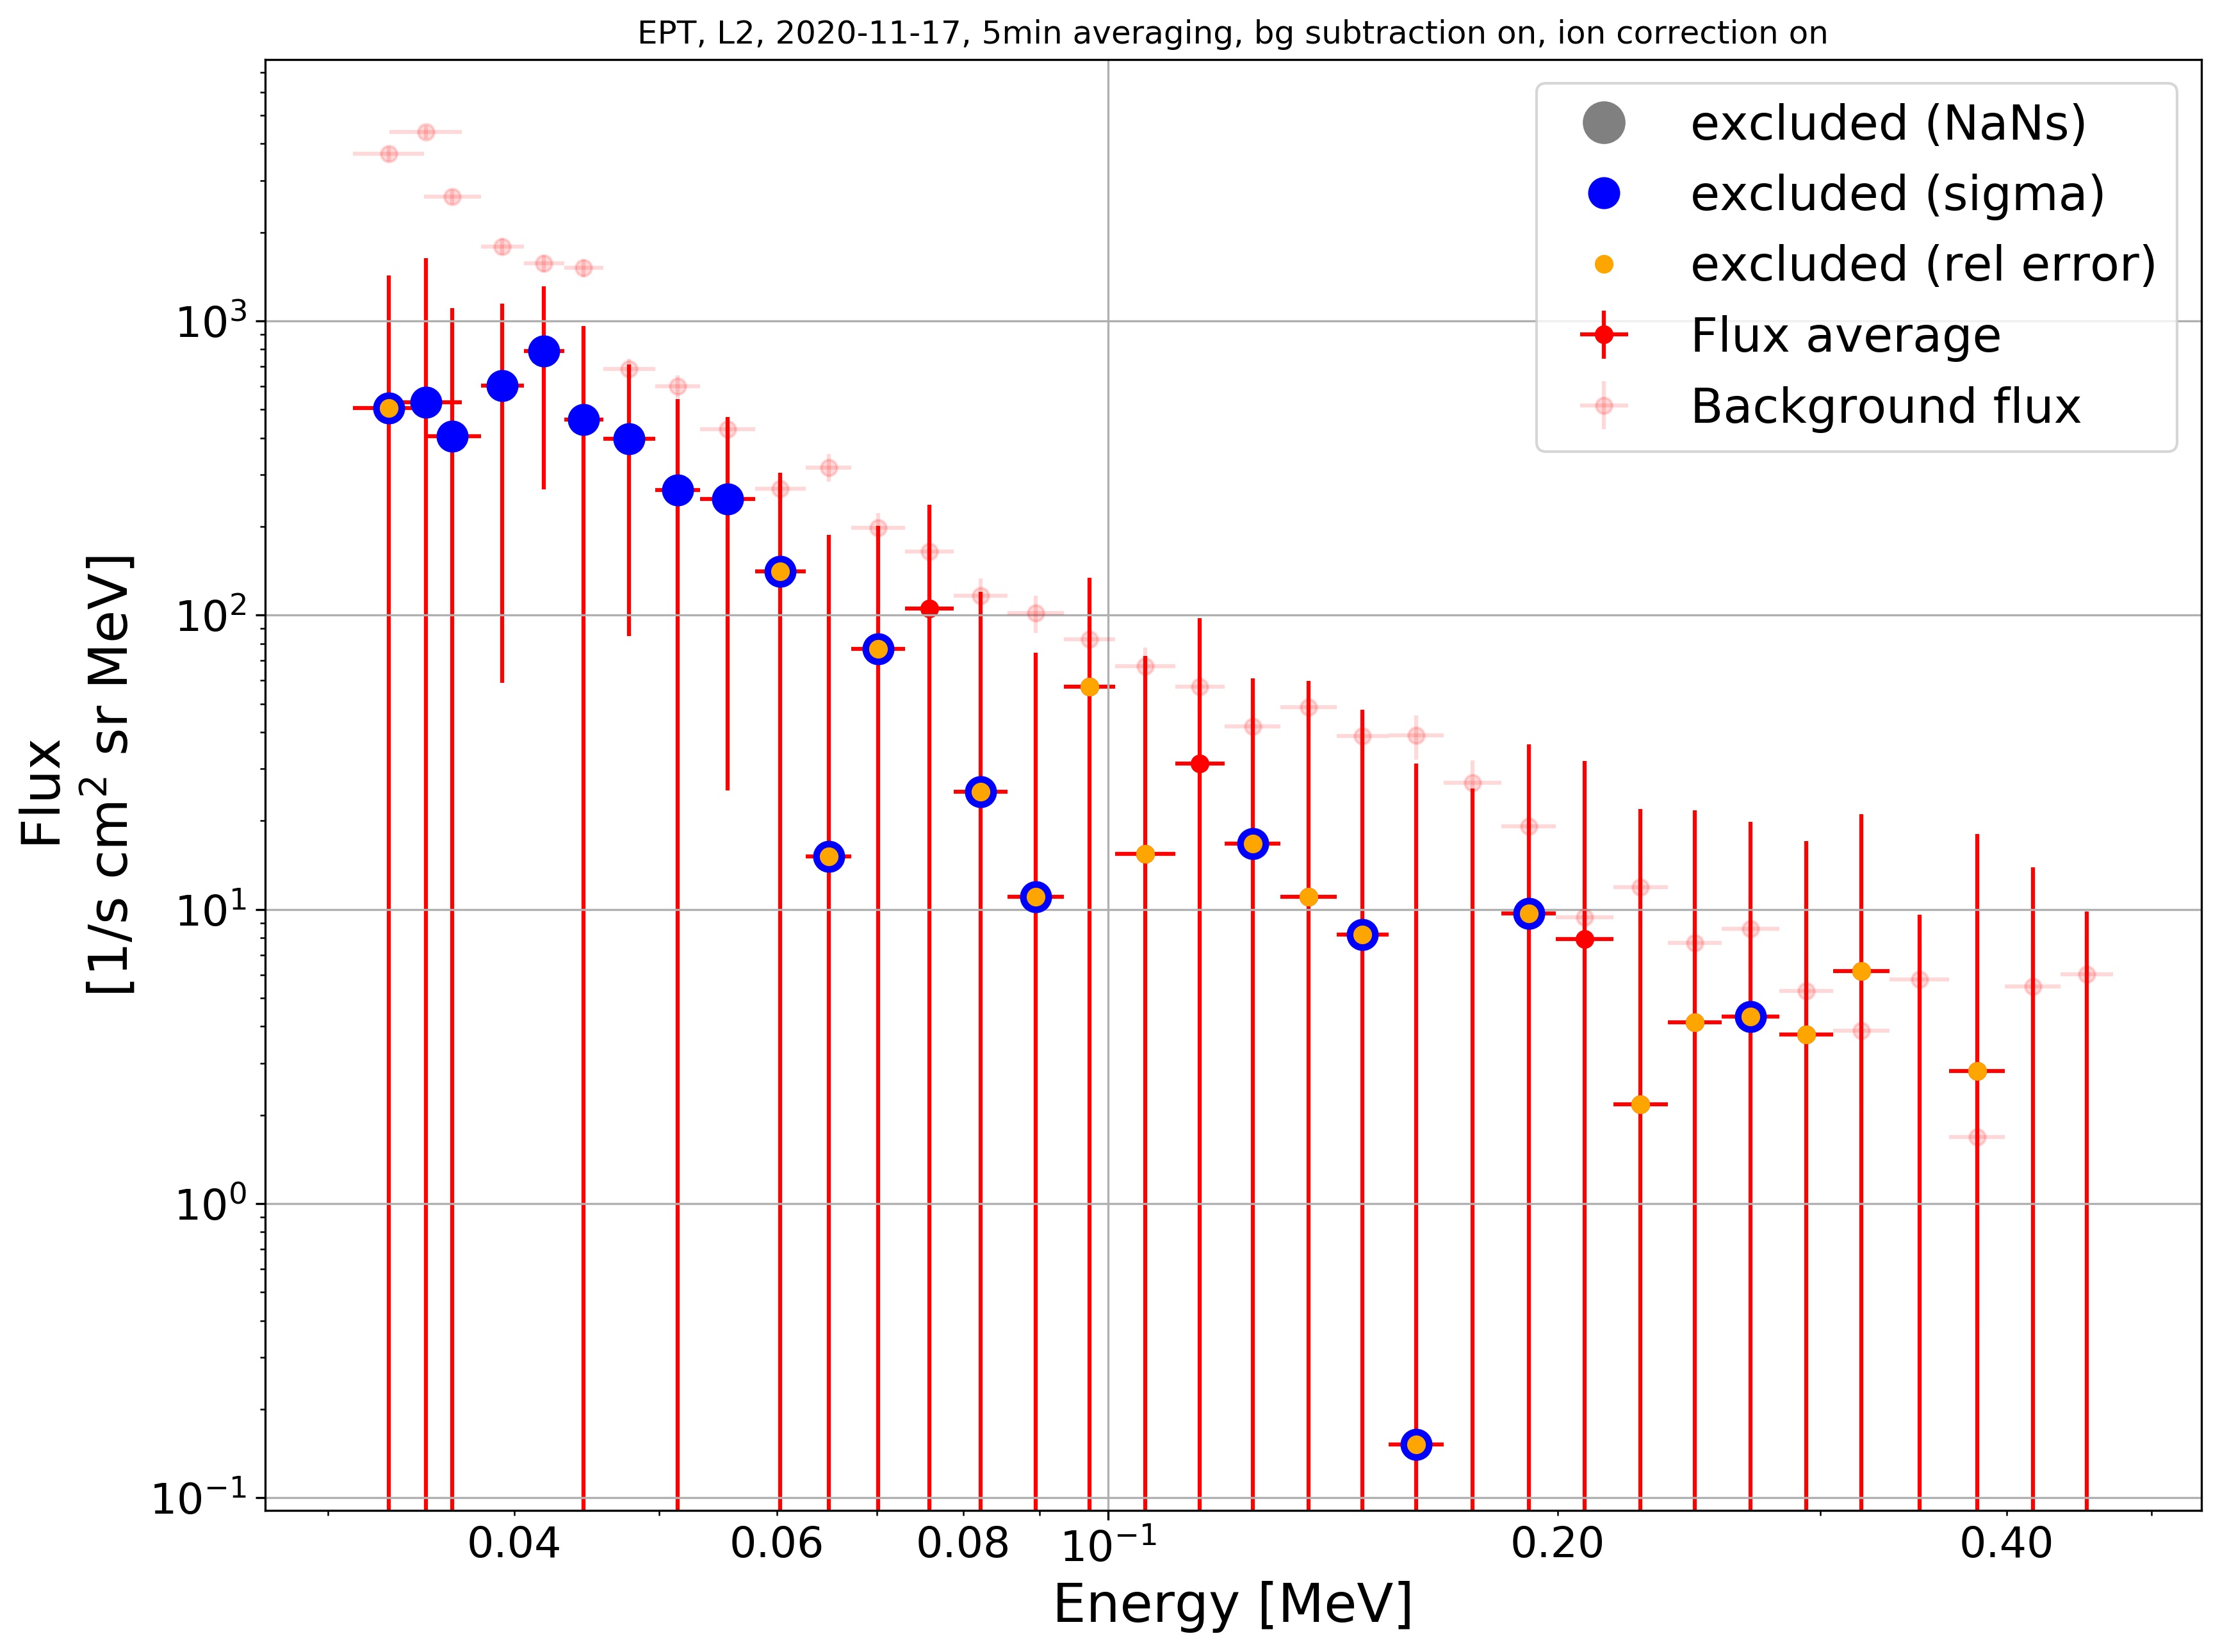 EPT, L2, 2020-11-17, 5min averaging, bg subtraction on, ion correction on
excluded (NaNs)
excluded (sigma)
excluded (rel error)
Flux average
Background flux
Flux
[1/s cm² sr MeV]
10³
10²
10¹
10⁰
10⁻¹
0.04
0.06
0.08
10⁻¹
0.20
0.40
Energy [MeV]